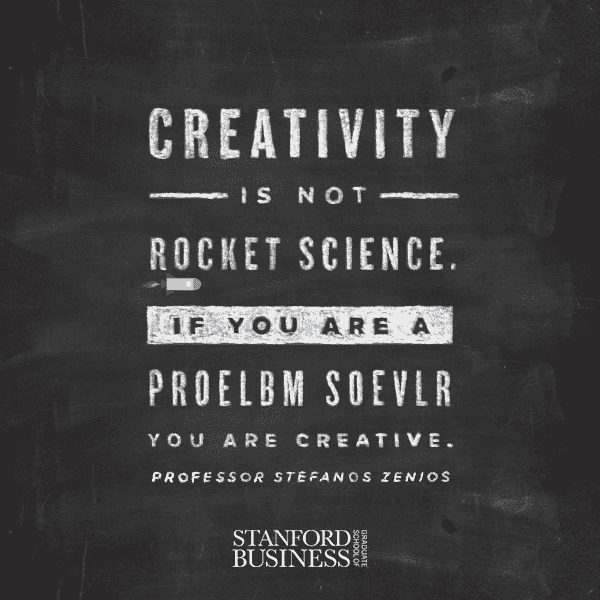 CREATIVITY
IS NOT
ROCKET SCIENCE.
IF YOU ARE A
PROELBM SOEVLR
YOU ARE CREATIVE.
PROFESSOR STEFANOS ZENIOS
STANFORD
BUSINESS
GRADUATE
SCHOOL OF